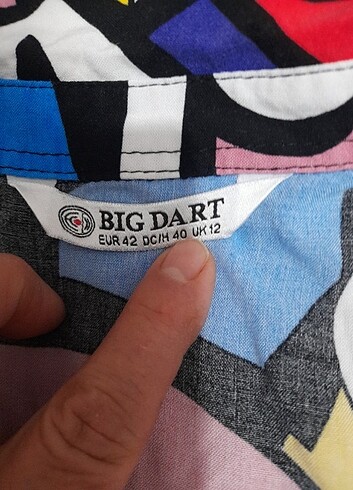 BIG DART
EUR 42 DC/H 40 UK 12